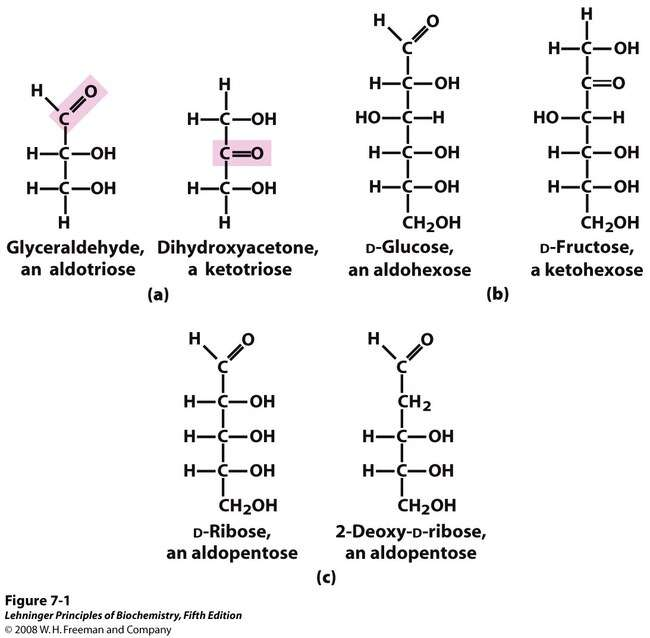 H O
C
H—C—OH
H—C—OH
H
Glyceraldehyde,
an aldotriose
H
H—C—OH
C=O
H—C—OH
H
Dihydroxyacetone,
a ketotriose
(a)
H O
C
H—C—OH
HO—C—H
H—C—OH
H—C—OH
CH₂OH
D-Glucose,
an aldohexose
H
H—C—OH
C=O
HO—C—H
H—C—OH
H—C—OH
CH₂OH
D-Fructose,
a ketohexose
(b)
H O
C
H—C—OH
H—C—OH
H—C—OH
CH₂OH
D-Ribose,
an aldopentose
H O
C
CH₂
H—C—OH
H—C—OH
CH₂OH
2-Deoxy-D-ribose,
an aldopentose
(c)
Figure 7-1
Lehninger Principles of Biochemistry, Fifth Edition
© 2008 W. H. Freeman and Company